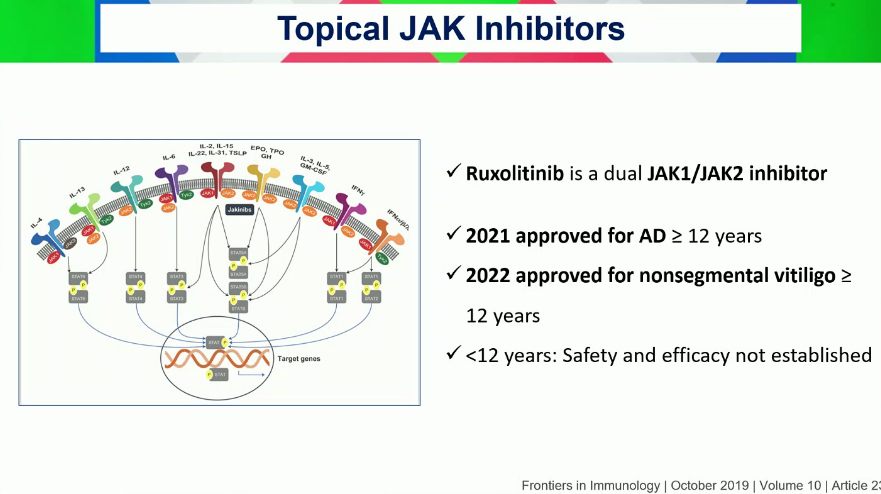 Topical JAK Inhibitors
IL-4
IL-13
IL-12
IL-6
IL-2, IL-15
IL-22, IL-31, TSLP
EPO, TPO
GH
IL-3, IL-5,
GM-CSF
IFNγ
Jakinibs
Target genes
✓ Ruxolitinib is a dual JAK1/JAK2 inhibitor
✓ 2021 approved for AD ≥ 12 years
✓ 2022 approved for nonsegmental vitiligo ≥
12 years
✓ <12 years: Safety and efficacy not established
Frontiers in Immunology | October 2019 | Volume 10 | Article 23